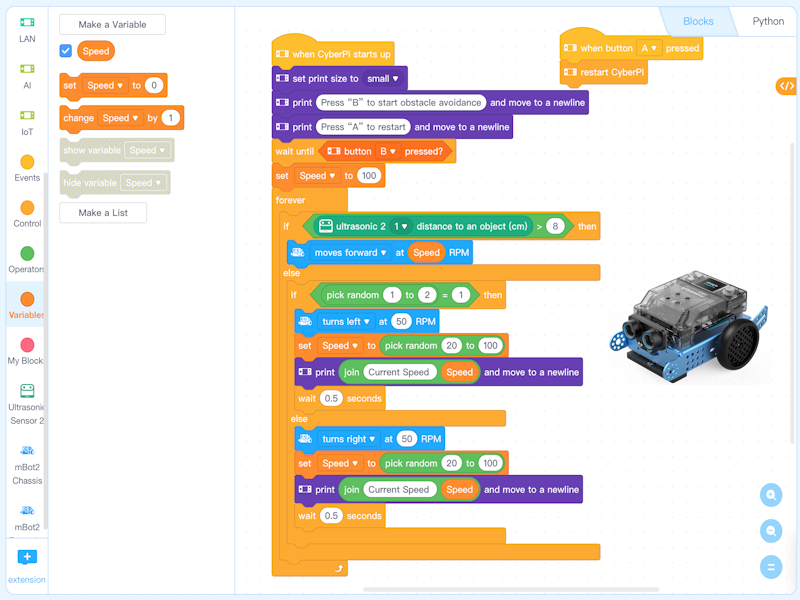 LAN
AI
IoT
Events
Control
Operators
Variables
My Blocks
Ultrasonic
Sensor 2
mBot2
Chassis
mBot2
extension
Make a Variable
Speed
set Speed ▾ to 0
change Speed ▾ by 1
show variable Speed ▾
hide variable Speed ▾
Make a List
when CyberPi starts up
set print size to small ▾
print Press “B” to start obstacle avoidance and move to a newline
print Press “A” to restart and move to a newline
wait until button B ▾ pressed?
set Speed ▾ to 100
forever
if ultrasonic 2 1 ▾ distance to an object (cm) > 8 then
moves forward ▾ at Speed RPM
else
if pick random 1 to 2 = 1 then
turns left ▾ at 50 RPM
set Speed ▾ to pick random 20 to 100
print join Current Speed Speed and move to a newline
wait 0.5 seconds
else
turns right ▾ at 50 RPM
set Speed ▾ to pick random 20 to 100
print join Current Speed Speed and move to a newline
wait 0.5 seconds
Blocks
Python
when button A ▾ pressed
restart CyberPi